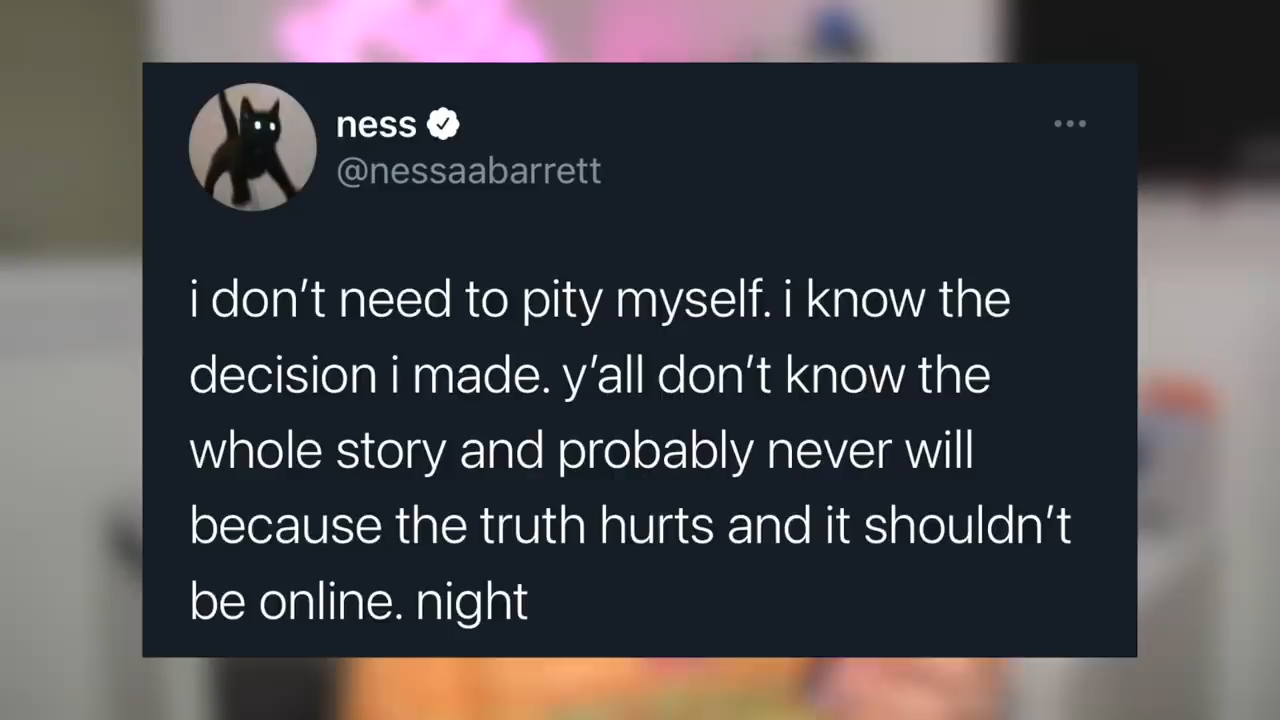 ness
@nessaabarrett
i don’t need to pity myself. i know the
decision i made. y’all don’t know the
whole story and probably never will
because the truth hurts and it shouldn’t
be online. night